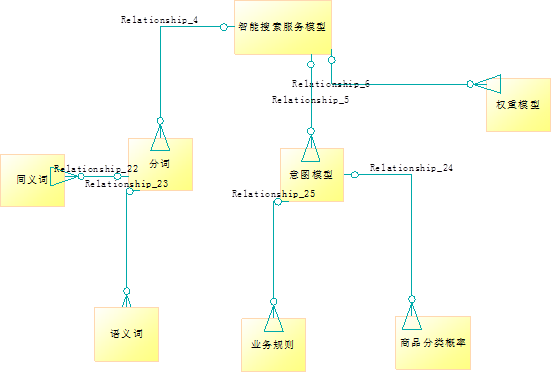 Relationship_4
智能搜索服务模型
Relationship_6
Relationship_5
权重模型
分词
Relationship_22
同义词
Relationship_23
意图模型
Relationship_24
Relationship_25
语义词
业务规则
商品分类概率